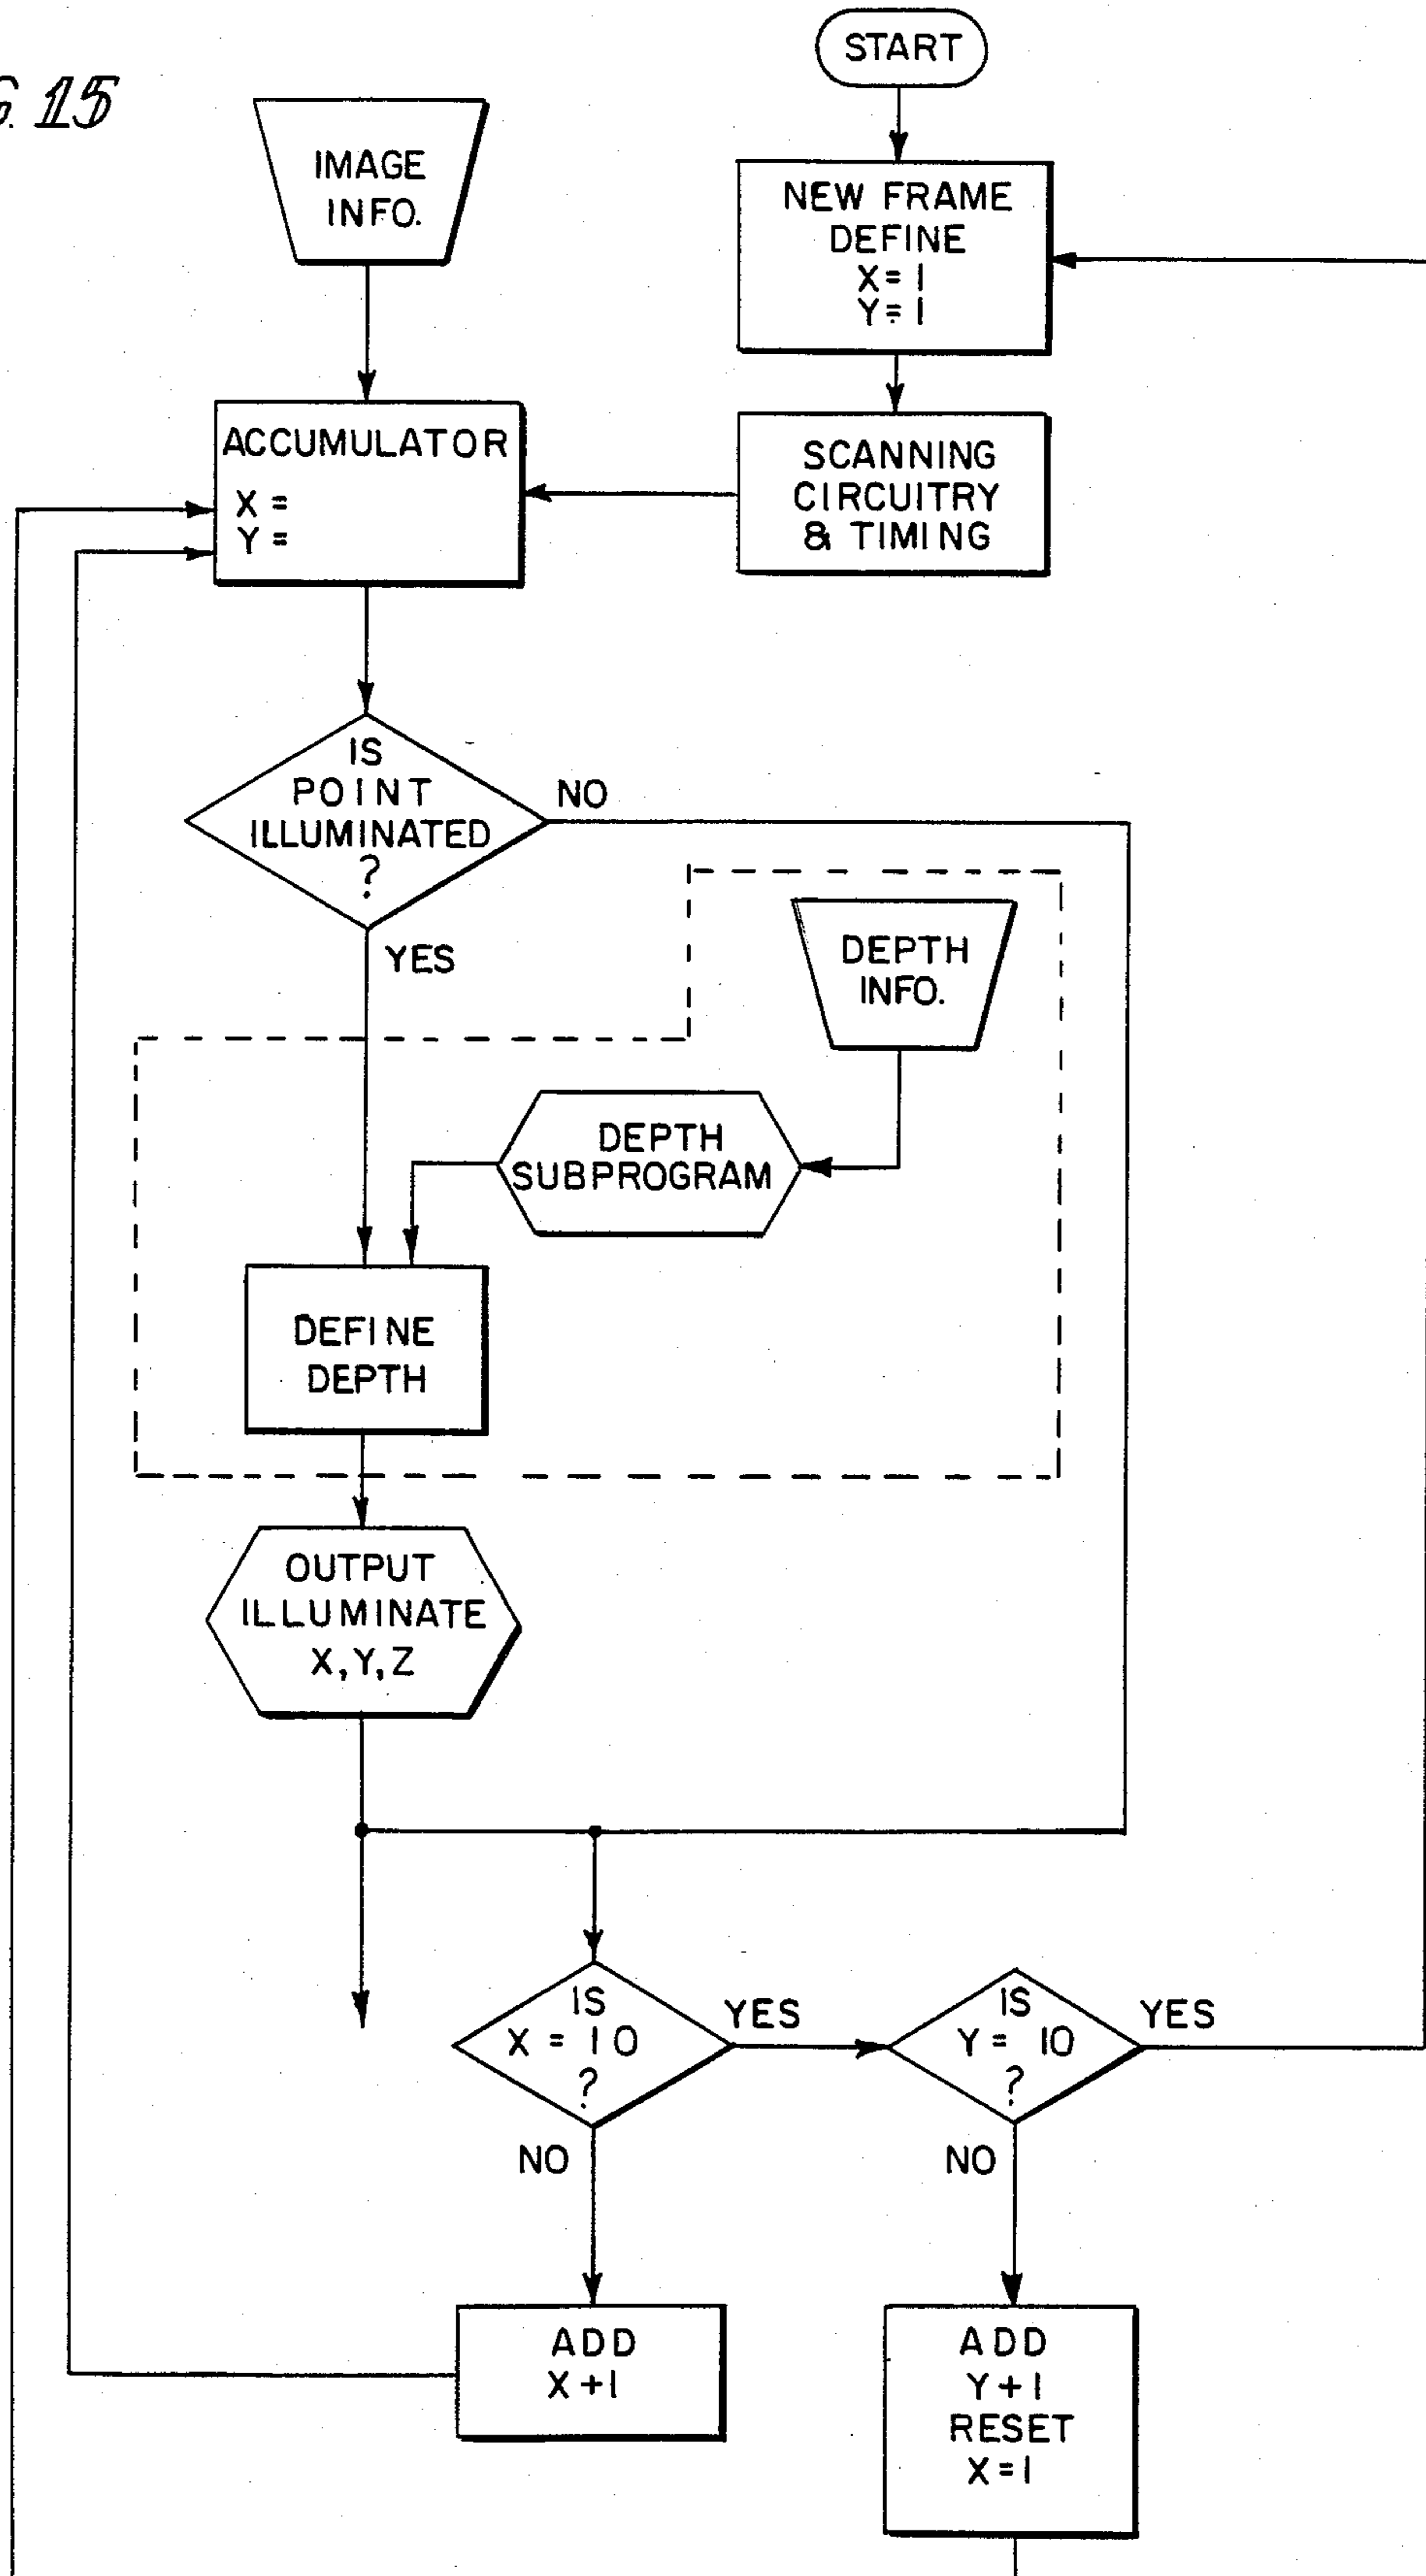 G. 15
START
IMAGE
INFO.
NEW FRAME
DEFINE
X=1
Y=1
ACCUMULATOR
X =
Y =
SCANNING
CIRCUITRY
& TIMING
IS
POINT
ILLUMINATED
?
NO
YES
DEPTH
INFO.
DEPTH
SUBPROGRAM
DEFINE
DEPTH
OUTPUT
ILLUMINATE
X,Y,Z
IS
X = 10
?
YES
NO
IS
Y = 10
?
YES
NO
ADD
X+1
ADD
Y+1
RESET
X=1